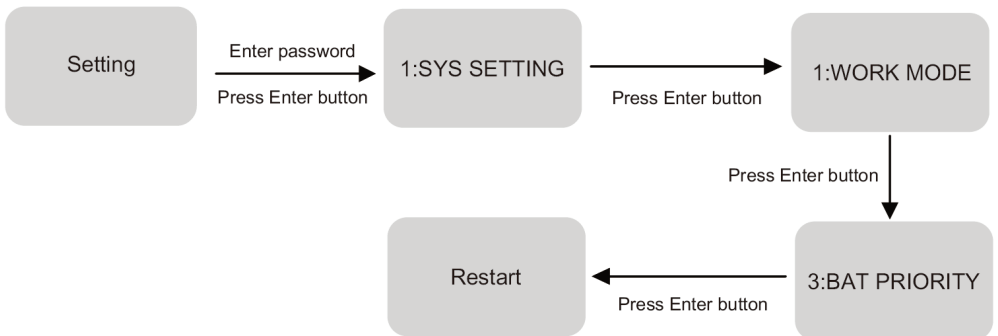 Setting
Enter password
Press Enter button
1:SYS SETTING
Press Enter button
1:WORK MODE
Press Enter button
3:BAT PRIORITY
Press Enter button
Restart